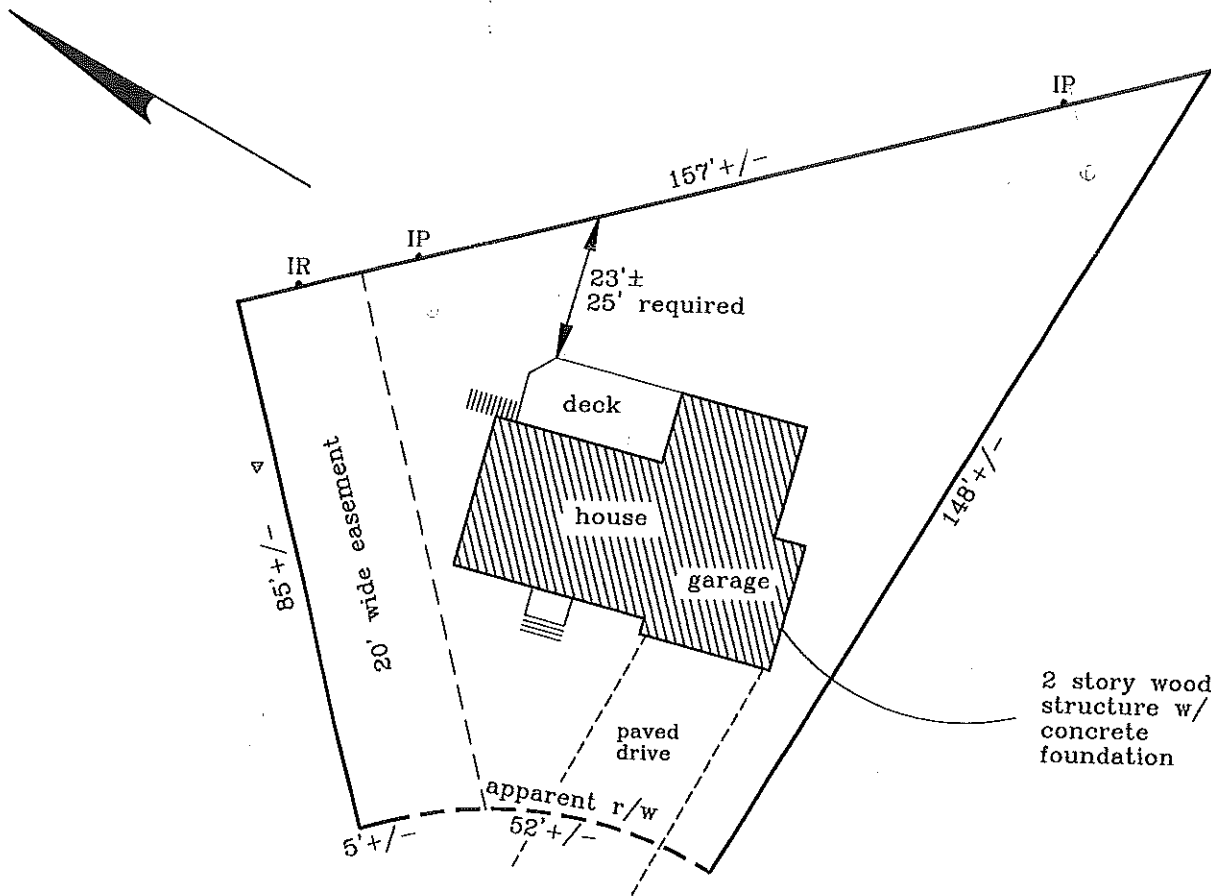 IP
157'+/-
IP
IR
23'±
25' required
deck
20' wide easement
85'+/-
house
garage
148'+/-
2 story wood
structure w/
concrete
foundation
paved
drive
apparent r/w
5'+/-
52'+/-